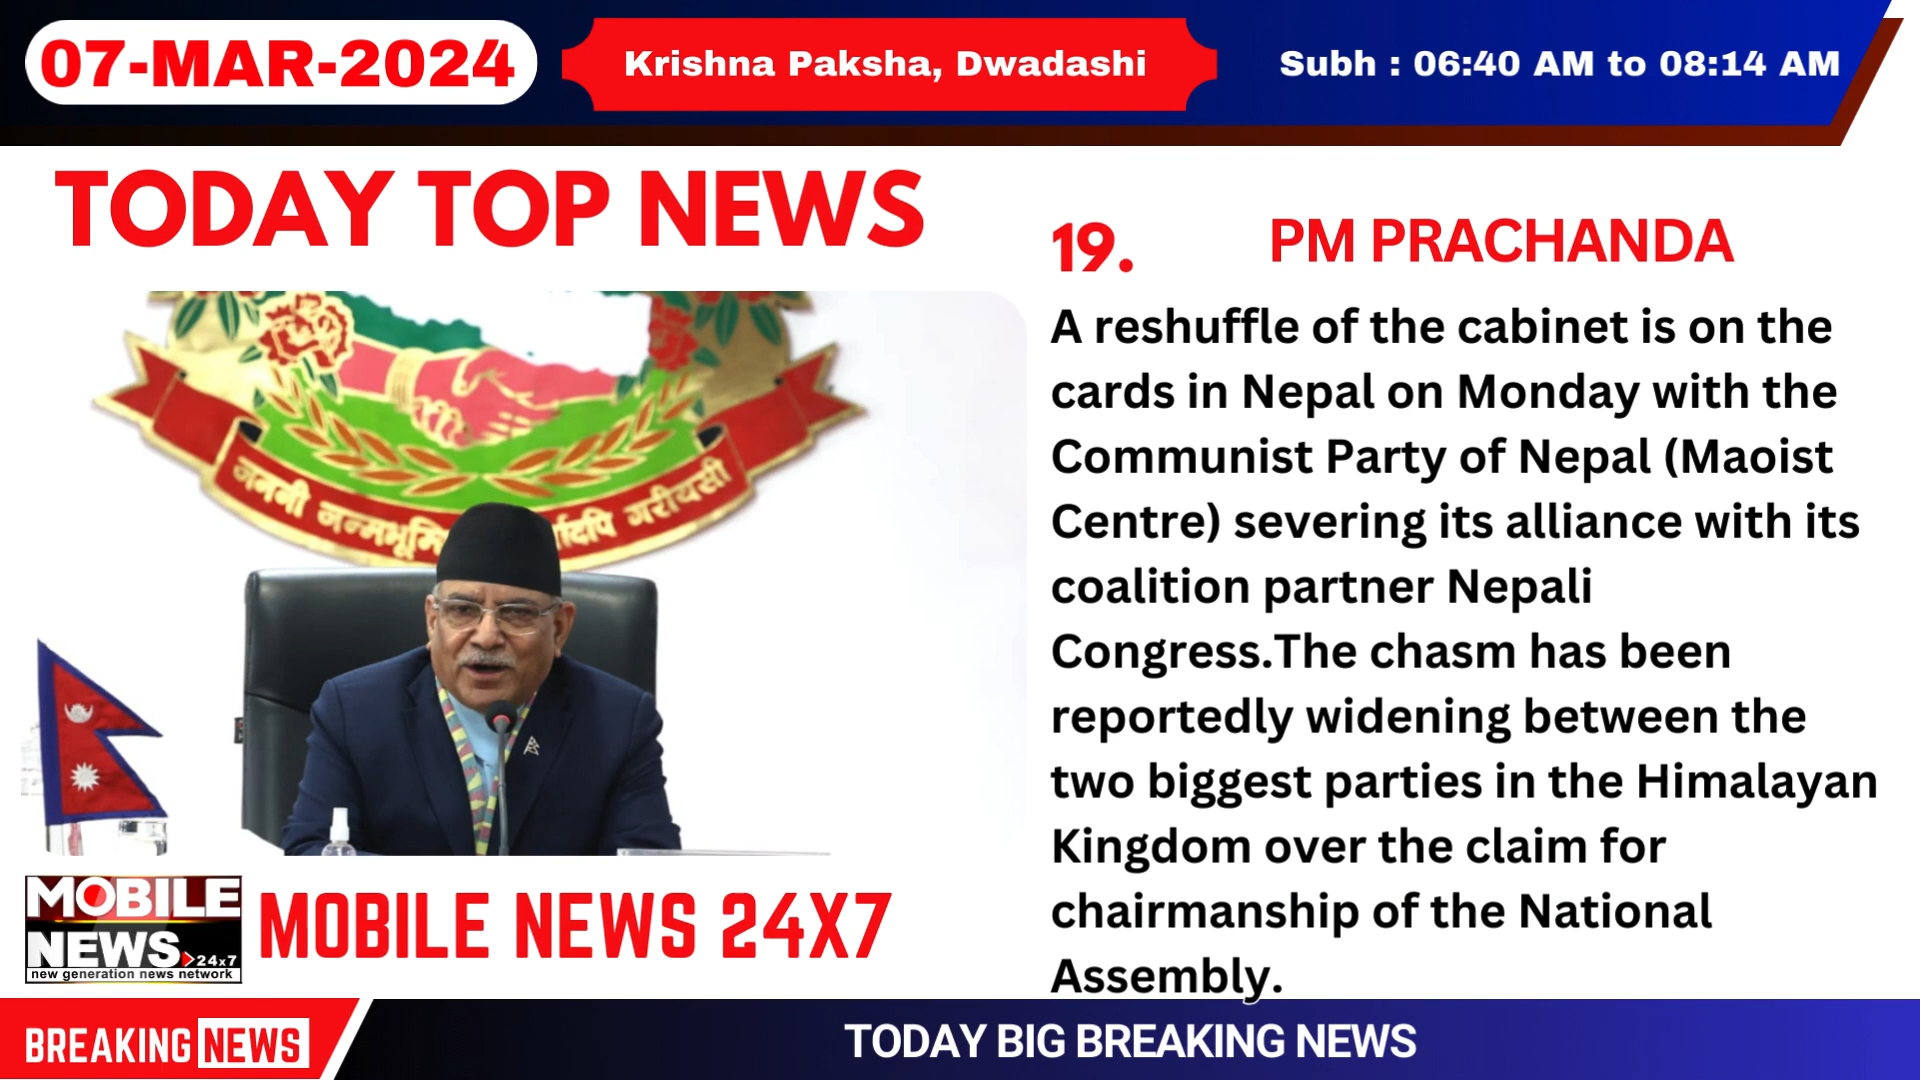 07-MAR-2024
Krishna Paksha, Dwadashi
Subh : 06:40 AM to 08:14 AM
TODAY TOP NEWS
19.
PM PRACHANDA
A reshuffle of the cabinet is on the
cards in Nepal on Monday with the
Communist Party of Nepal (Maoist
Centre) severing its alliance with its
coalition partner Nepali
Congress.The chasm has been
reportedly widening between the
two biggest parties in the Himalayan
Kingdom over the claim for
chairmanship of the National
Assembly.
जननी गरीयसी
MOBILE
NEWS 24x7
new generation news network
MOBILE NEWS 24X7
BREAKING NEWS
TODAY BIG BREAKING NEWS